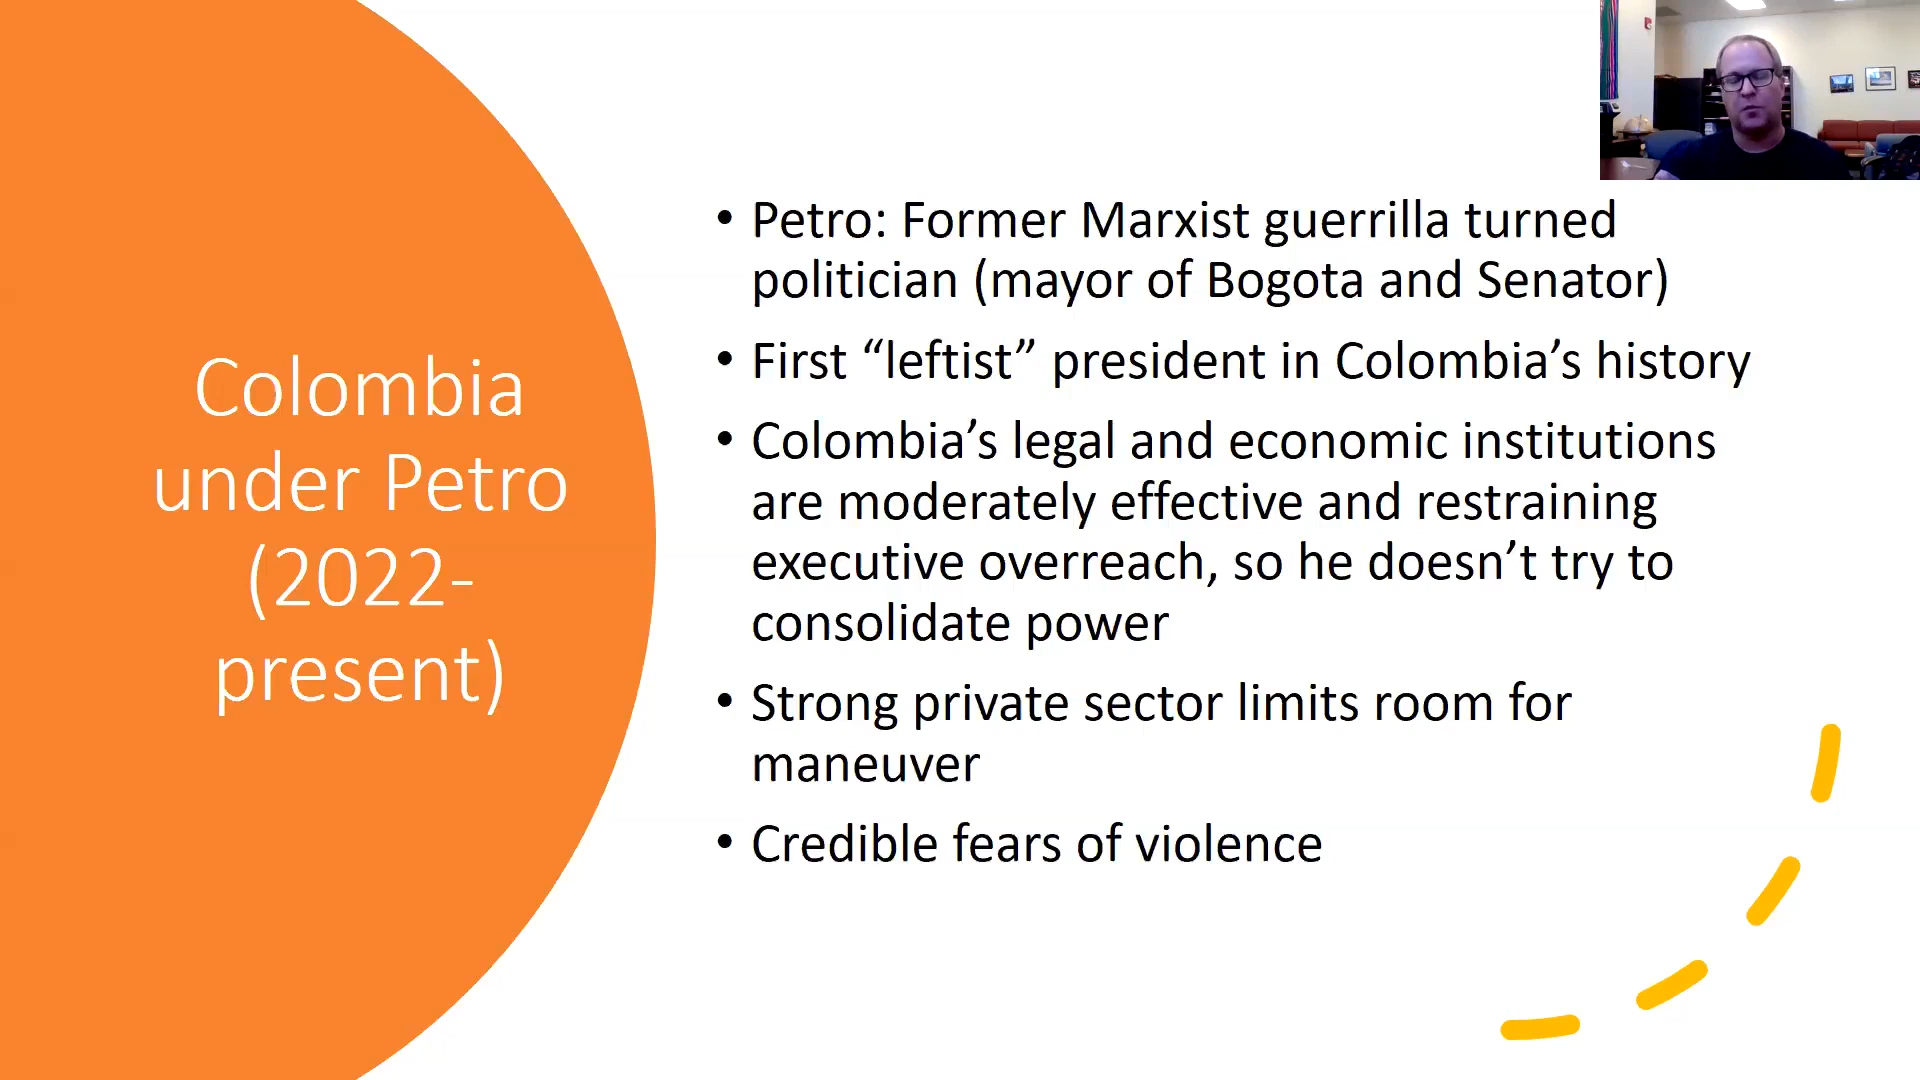 Colombia
under Petro
(2022-
present)
• Petro: Former Marxist guerrilla turned
politician (mayor of Bogota and Senator)
• First “leftist” president in Colombia’s history
• Colombia’s legal and economic institutions
are moderately effective and restraining
executive overreach, so he doesn’t try to
consolidate power
• Strong private sector limits room for
maneuver
• Credible fears of violence